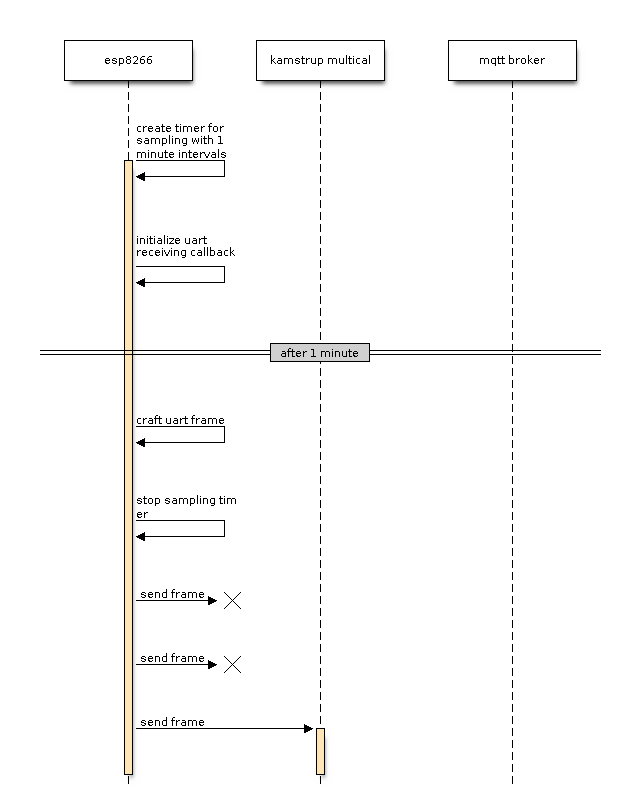 esp8266
kamstrup multical
mqtt broker
create timer for
sampling with 1
minute intervals
initialize uart
receiving callback
after 1 minute
craft uart frame
stop sampling tim
er
send frame
send frame
send frame